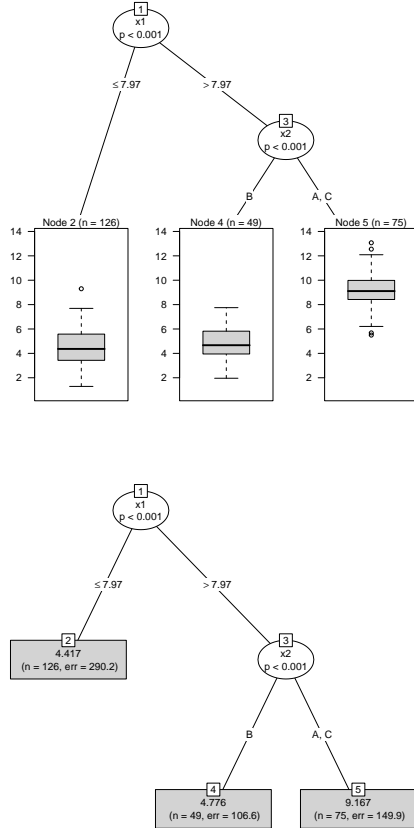 1
x1
p < 0.001
≤ 7.97
> 7.97
3
x2
p < 0.001
B
A, C
Node 2 (n = 126)
14
12
10
8
6
4
2
Node 4 (n = 49)
14
12
10
8
6
4
2
Node 5 (n = 75)
14
12
10
8
6
4
2
1
x1
p < 0.001
≤ 7.97
> 7.97
2
4.417
(n = 126, err = 290.2)
3
x2
p < 0.001
B
A, C
4
4.776
(n = 49, err = 106.6)
5
9.167
(n = 75, err = 149.9)